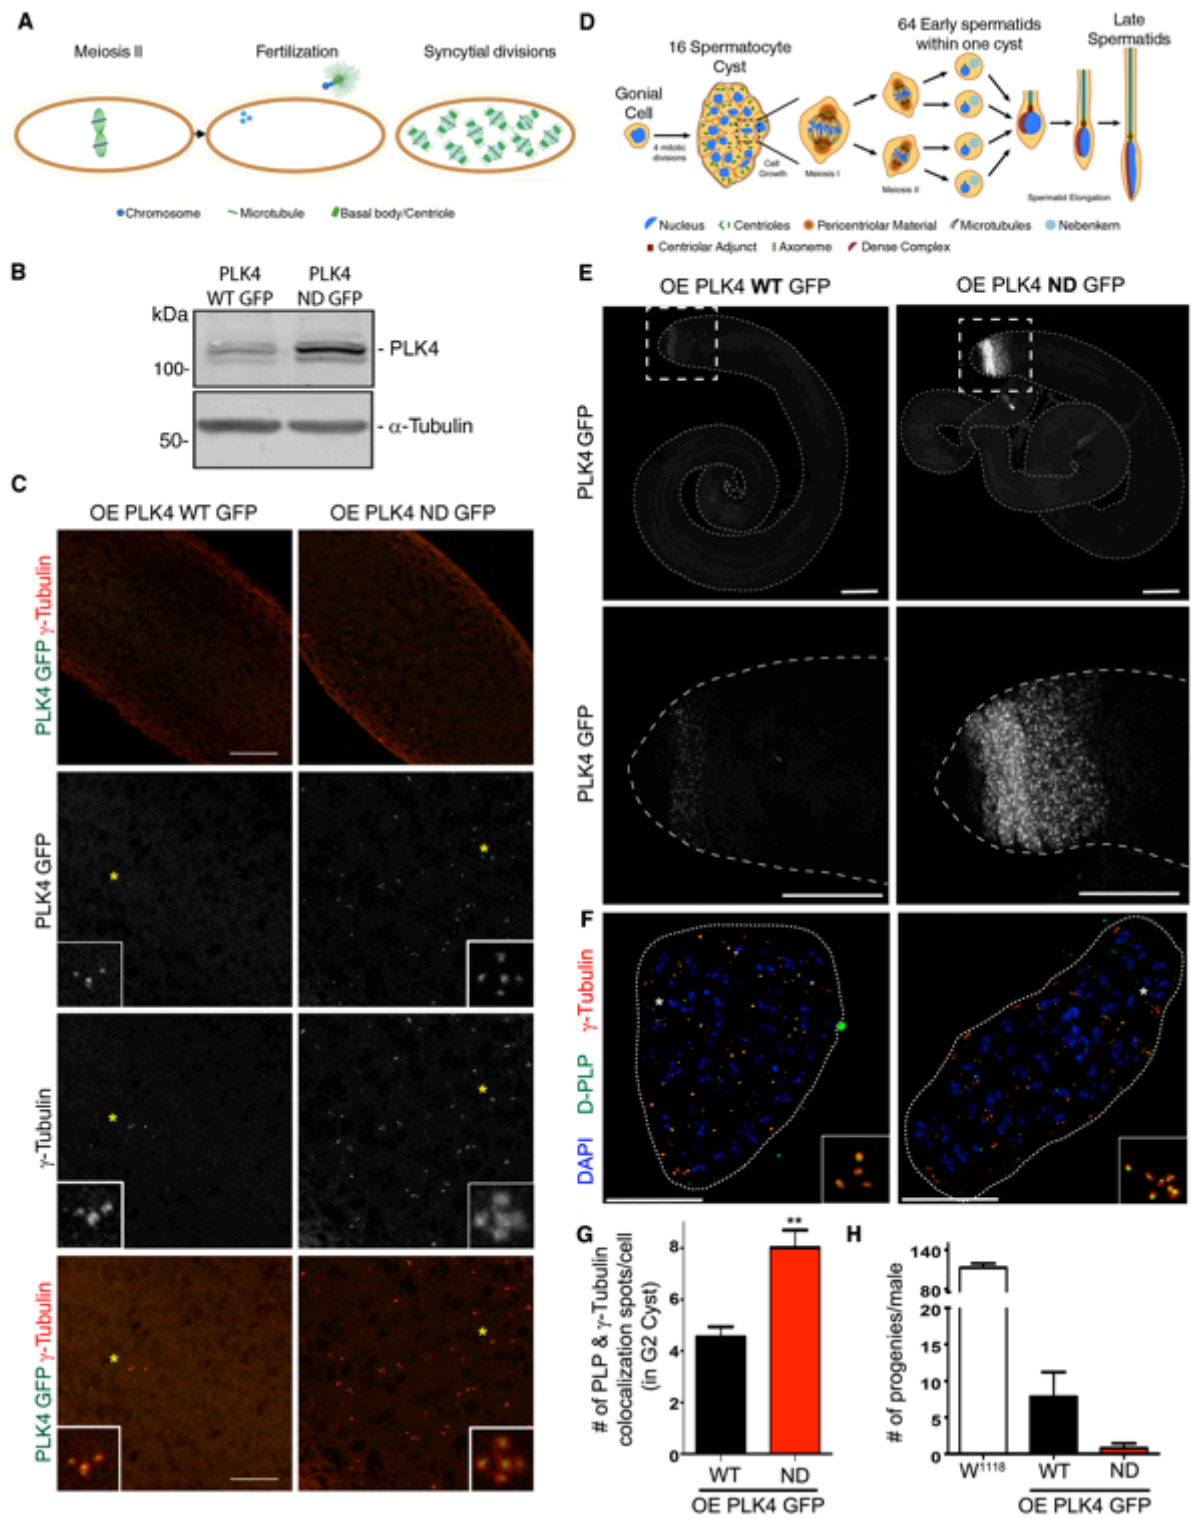 A
Meiosis II
Fertilization
Syncytial divisions
Chromosome
Microtubule
Basal body/Centriole
B
PLK4
WT GFP
PLK4
ND GFP
kDa
100-
- PLK4
50-
- α-Tubulin
C
OE PLK4 WT GFP
OE PLK4 ND GFP
PLK4 GFP γ-Tubulin
*
*
PLK4 GFP
*
*
γ-Tubulin
*
*
PLK4 GFP γ-Tubulin
D
Gonial
Cell
16 Spermatocyte
Cyst
64 Early spermatids
within one cyst
Late
Spermatids
4 mitotic
divisions
Cell
Growth
Meiosis I
Meiosis II
Spermatid Elongation
Nucleus
Centrioles
Pericentriolar Material
Microtubules
Nebenkern
Centriolar Adjunct
Axoneme
Dense Complex
E
OE PLK4 WT GFP
OE PLK4 ND GFP
PLK4 GFP
PLK4 GFP
F
DAPI D-PLP γ-Tubulin
*
*
G
# of PLP & γ-Tubulin
colocalization spots/cell
(in G2 Cyst)
8
6
4
2
0
**
WT
ND
OE PLK4 GFP
H
# of progenies/male
140
80
20
15
10
5
0
W1118
WT
ND
OE PLK4 GFP